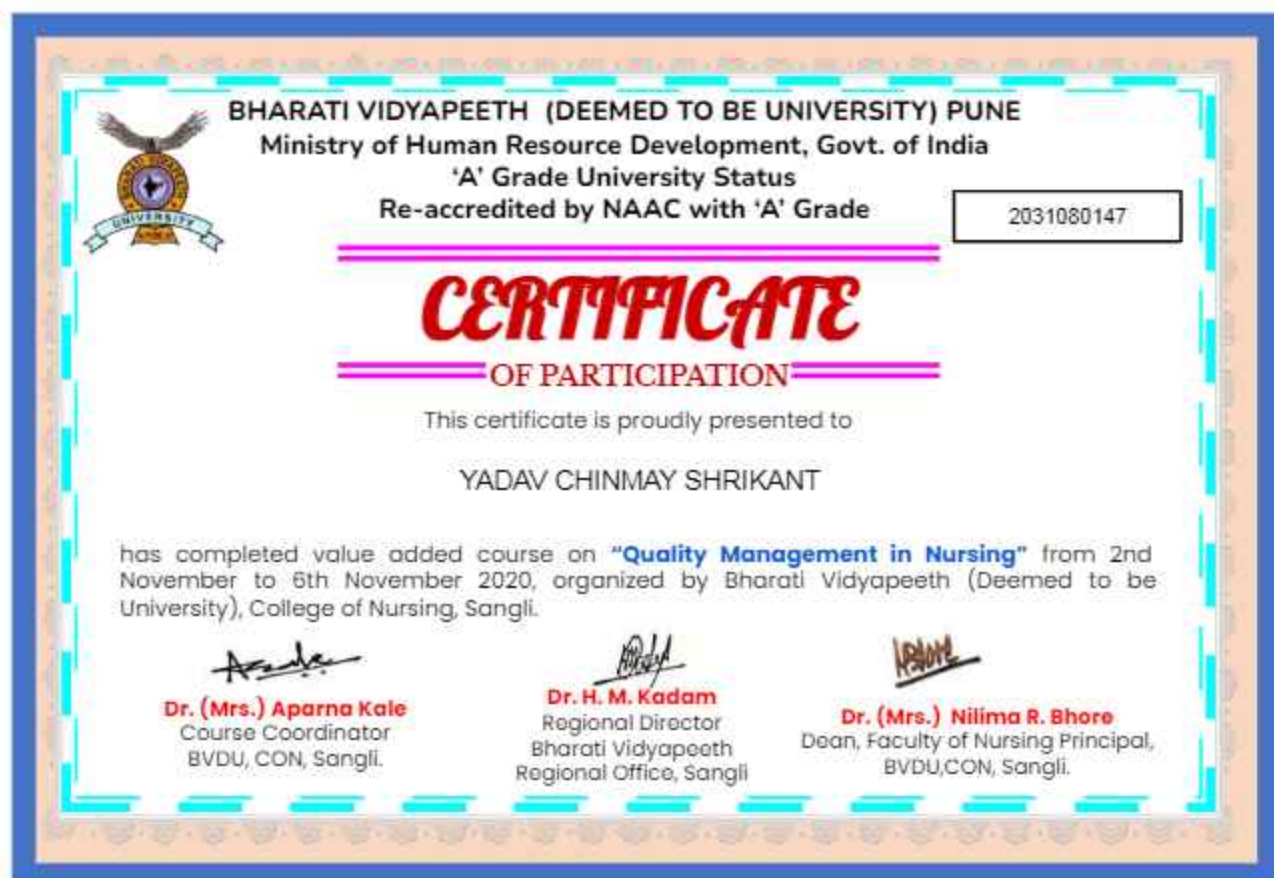 BHARATI VIDYAPEETH (DEEMED TO BE UNIVERSITY) PUNE
Ministry of Human Resource Development, Govt. of India
‘A’ Grade University Status
Re-accredited by NAAC with ‘A’ Grade
2031080147
BHARATI VIDYAPEETH
UNIVERSITY
CERTIFICATE
OF PARTICIPATION
This certificate is proudly presented to
YADAV CHINMAY SHRIKANT
has completed value added course on “Quality Management in Nursing” from 2nd
November to 6th November 2020, organized by Bharati Vidyapeeth (Deemed to be
University), College of Nursing, Sangli.
Dr. (Mrs.) Aparna Kale
Course Coordinator
BVDU, CON, Sangli.
Dr. H. M. Kadam
Regional Director
Bharati Vidyapeeth
Regional Office, Sangli
Dr. (Mrs.) Nilima R. Bhore
Dean, Faculty of Nursing Principal,
BVDU,CON, Sangli.